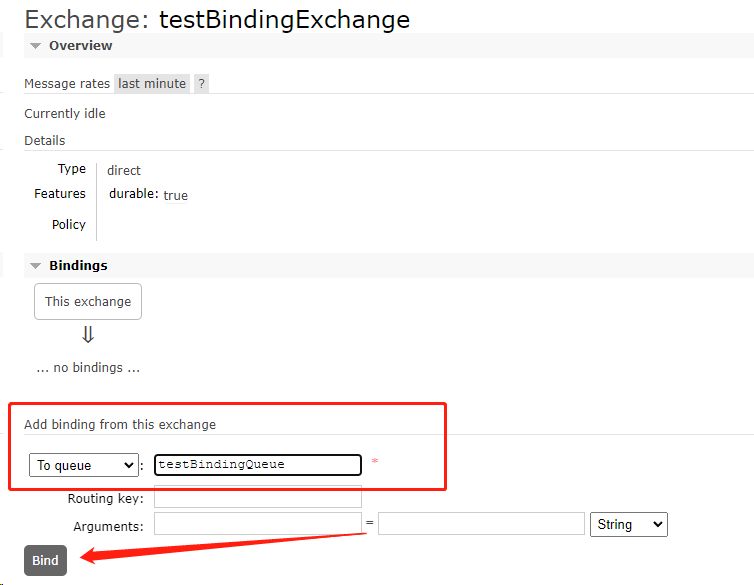 Exchange: testBindingExchange
Overview
Message rates last minute ?
Currently idle
Details
Type direct
Features durable: true
Policy
Bindings
This exchange
⇓
... no bindings ...
Add binding from this exchange
To queue : testBindingQueue *
Routing key:
Arguments: = String
Bind